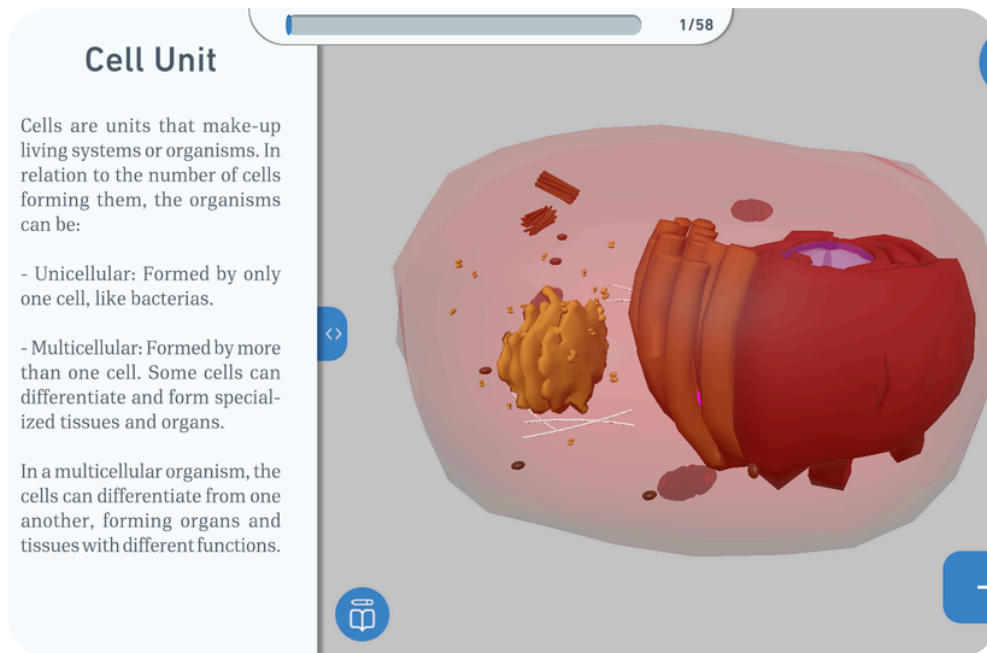 1/58
Cell Unit
Cells are units that make-up
living systems or organisms. In
relation to the number of cells
forming them, the organisms
can be:
- Unicellular: Formed by only
one cell, like bacterias.
- Multicellular: Formed by more
than one cell. Some cells can
differentiate and form special-
ized tissues and organs.
In a multicellular organism, the
cells can differentiate from one
another, forming organs and
tissues with different functions.